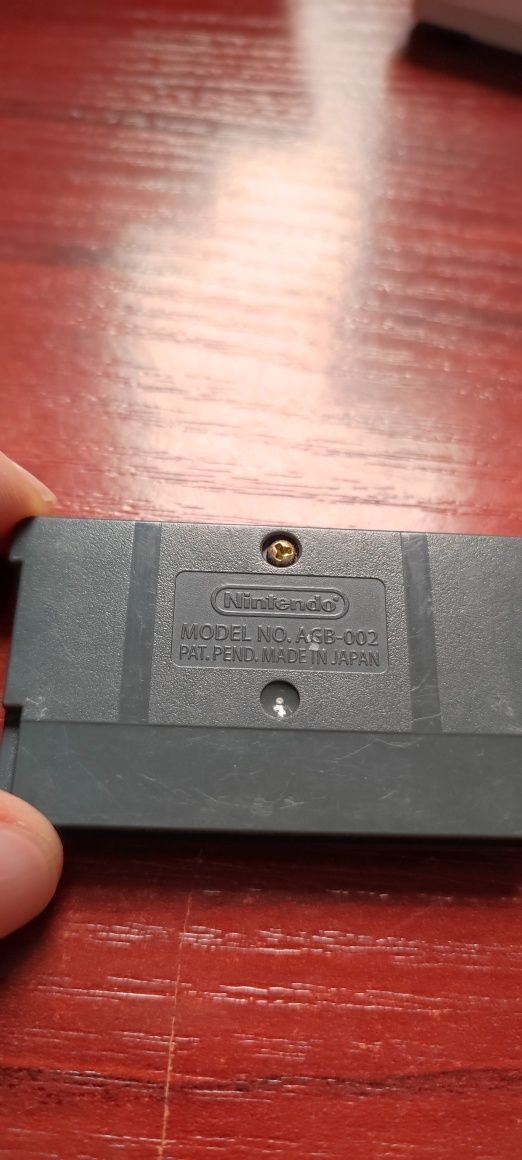 Nintendo®
MODEL NO. AGB-002
PAT. PEND. MADE IN JAPAN